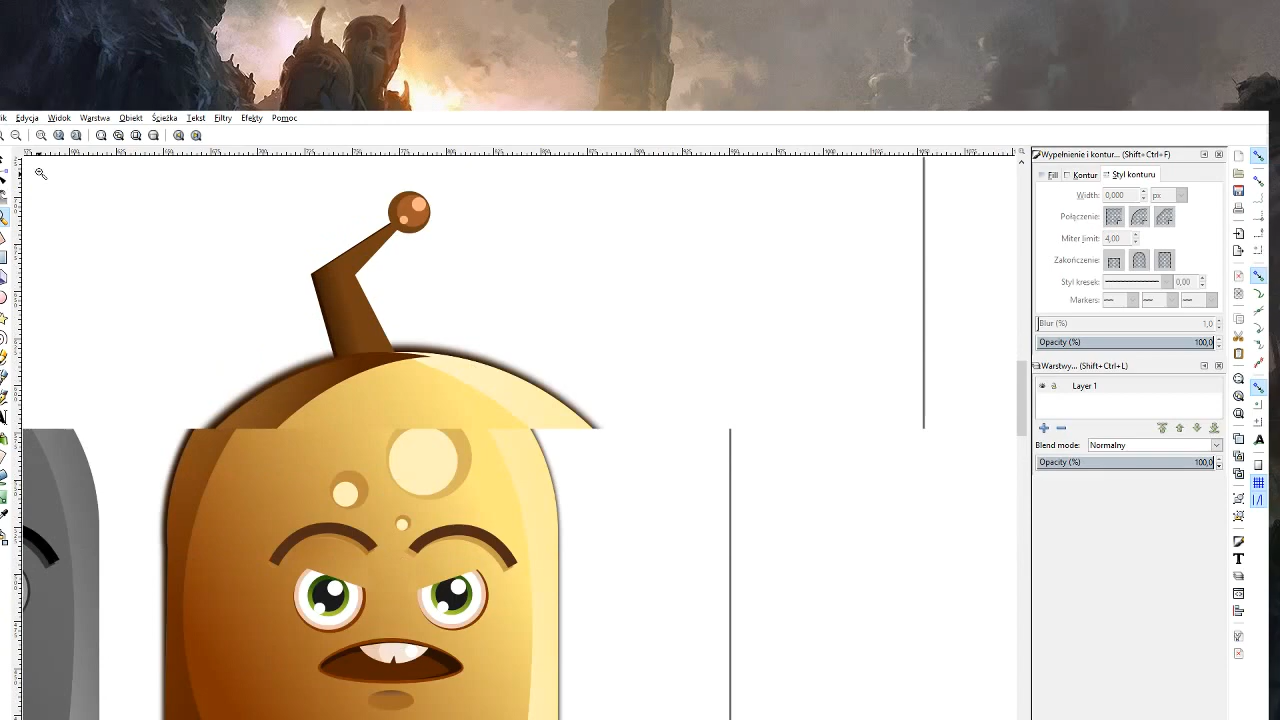 ik Edycja Widok Warstwa Obiekt Ścieżka Tekst Filtry Efekty Pomoc
Wypełnienie i kontur... (Shift+Ctrl+F)
Fill Kontur Styl konturu
Width: 0,000 px
Połączenie:
Miter limit: 4,00
Zakończenie:
Styl kresek: 0,00
Markers:
Blur (%) 1,0
Opacity (%) 100,0
Warstwy... (Shift+Ctrl+L)
Layer 1
Blend mode: Normalny
Opacity (%) 100,0